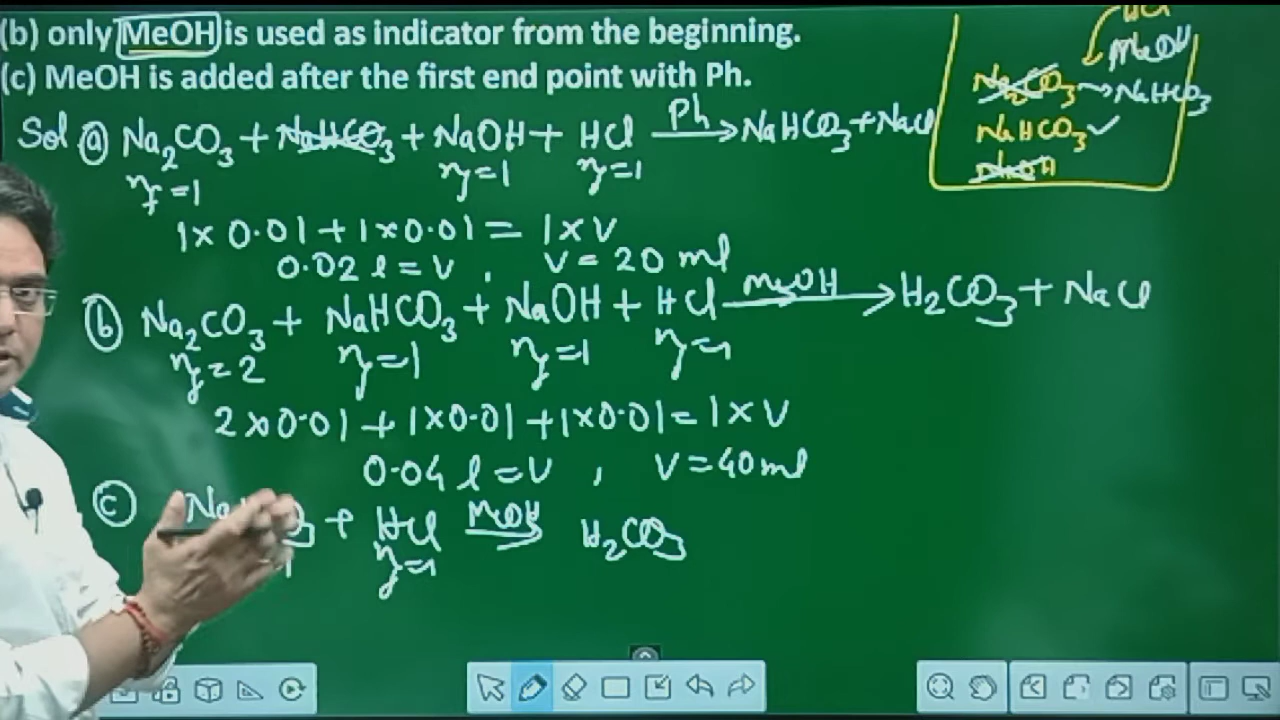 (b) only MeOH is used as indicator from the beginning.
(c) MeOH is added after the first end point with Ph.
HCl
MeOH
Na2CO3 → NaHCO3
NaHCO3 ✓
NaOH
Sol ⓐ Na2CO3 + NaHCO3 + NaOH + HCl Ph → NaHCO3 + NaCl
η=1 η=1 η=1
1 × 0.01 + 1 × 0.01 = 1 × V
0.02 l = V , V = 20 ml
ⓑ Na2CO3 + NaHCO3 + NaOH + HCl MeOH → H2CO3 + NaCl
η=2 η=1 η=1 η=1
2 × 0.01 + 1 × 0.01 + 1 × 0.01 = 1 × V
0.04 l = V , V = 40 ml
ⓒ Na + HCl MeOH → H2CO3
1 η=1